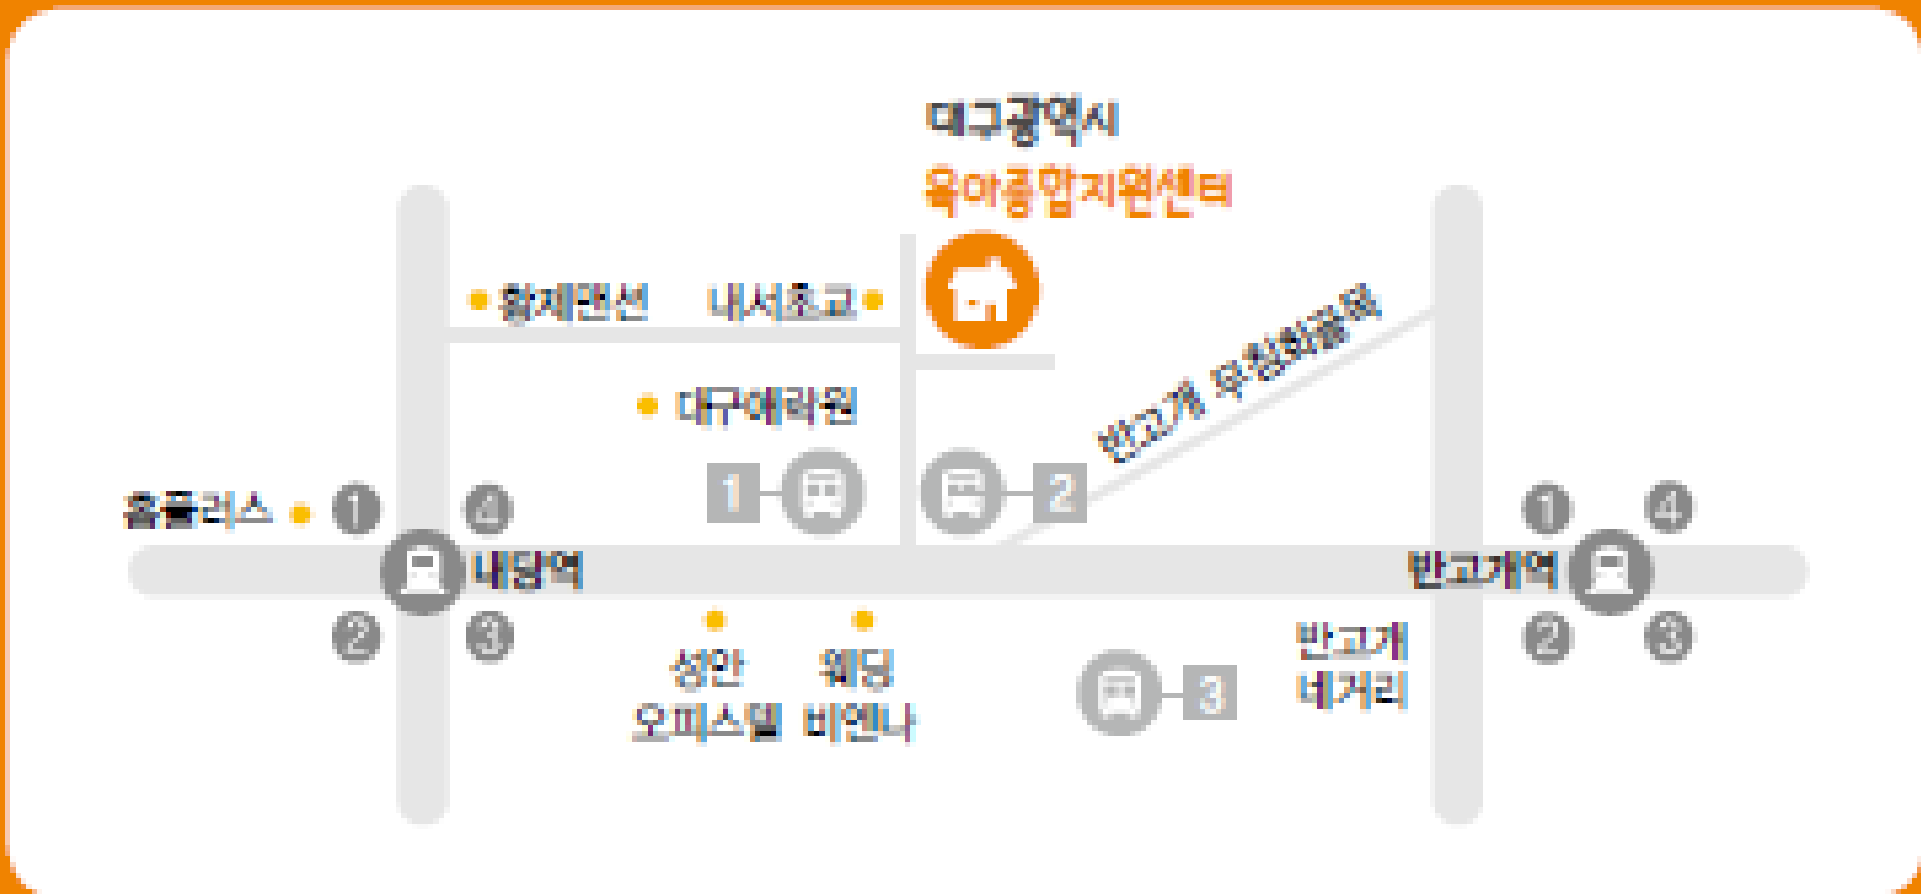 대구광역시
육아종합지원센터
황제맨션
내서초교
대구애락원
반고개 무침회골목
1
2
홈플러스
1
4
1
4
내당역
반고개역
2
3
2
3
성안
오피스텔
웨딩
비엔나
3
반고개
네거리